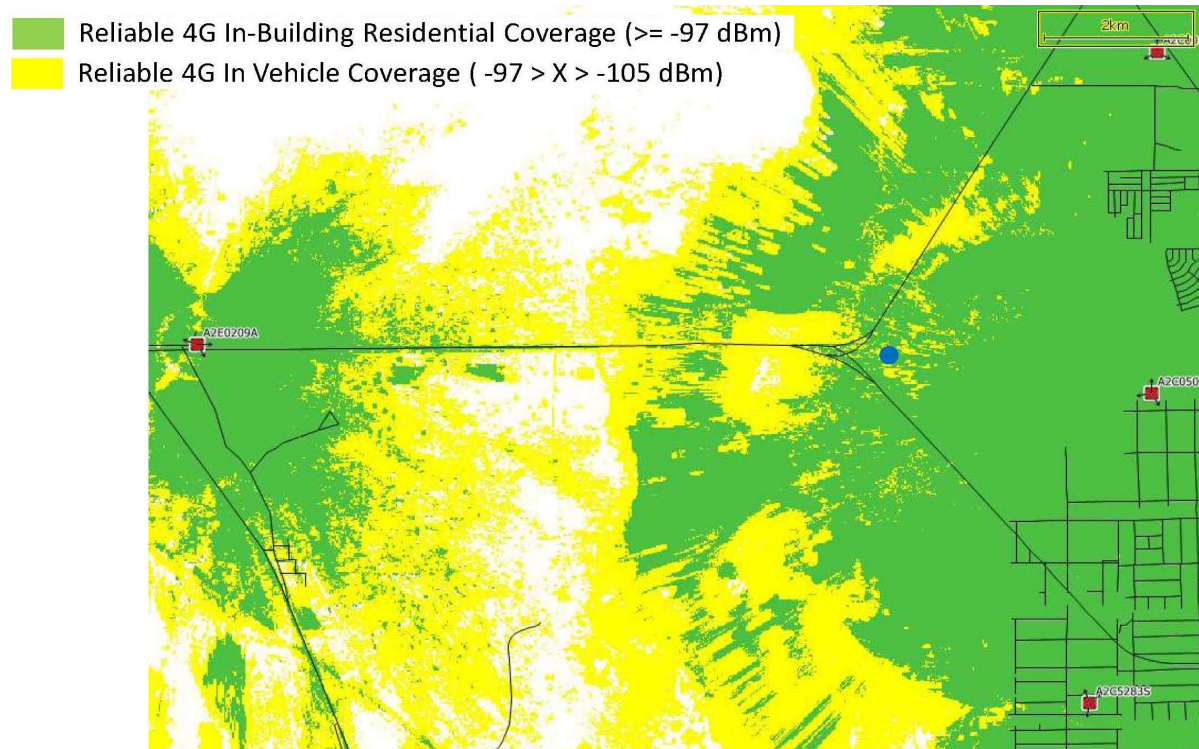 Reliable 4G In-Building Residential Coverage (>= -97 dBm)
Reliable 4G In Vehicle Coverage ( -97 > X > -105 dBm)
2km
A2E0209A
A2C050
A2C5283S